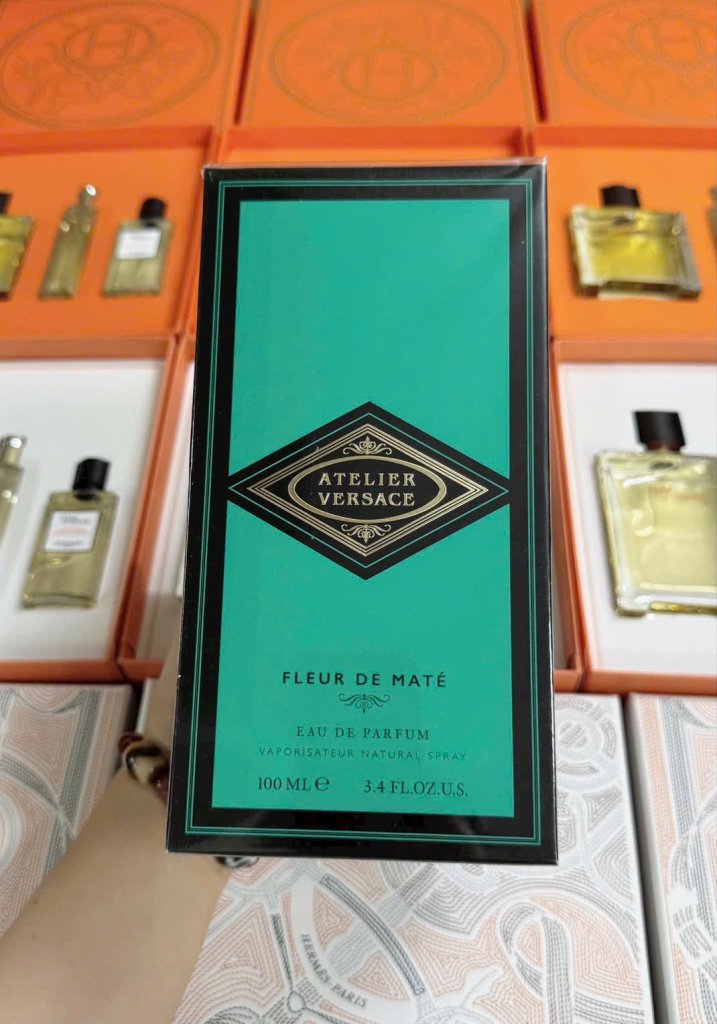 ATELIER
VERSACE
FLEUR DE MATÉ
EAU DE PARFUM
VAPORISATEUR NATURAL SPRAY
100 ML ℮ 3.4 FL.OZ.U.S.
HERMÈS-PARIS